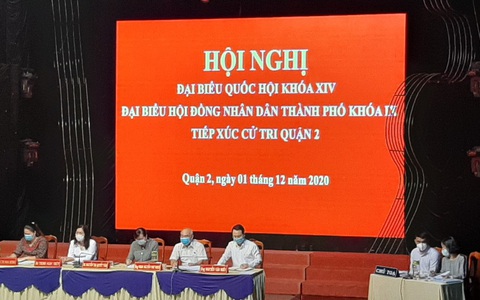 HỘI NGHỊ
ĐẠI BIỂU QUỐC HỘI KHÓA XIV
ĐẠI BIỂU HỘI ĐỒNG NHÂN DÂN THÀNH PHỐ KHÓA IX
TIẾP XÚC CỬ TRI QUẬN 2
Quận 2, ngày 01 tháng 12 năm 2020
CHỦ TỌA